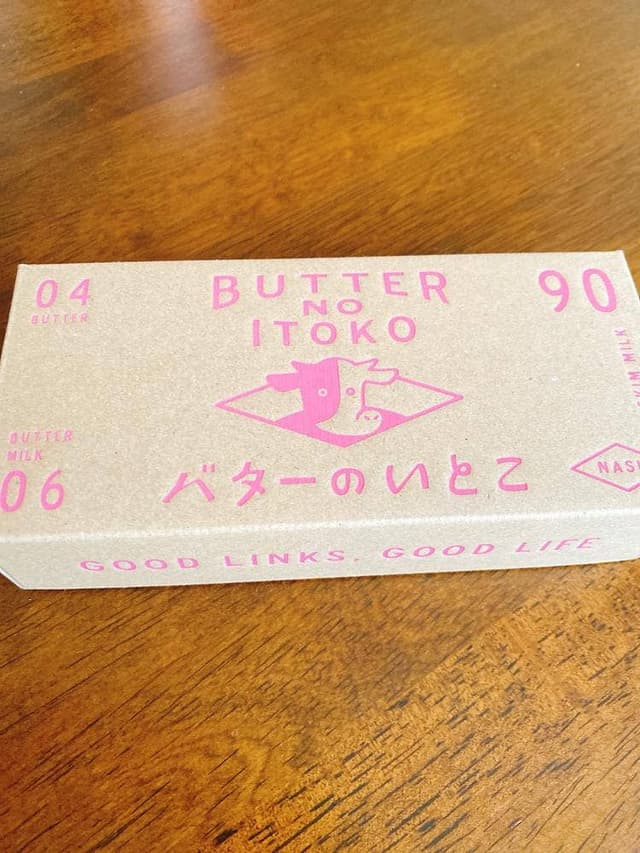 04
BUTTER
BUTTER
NO
ITOKO
90
MILK
BUTTER
MILK
06
バターのいとこ
GOOD LINKS. GOOD LIFE